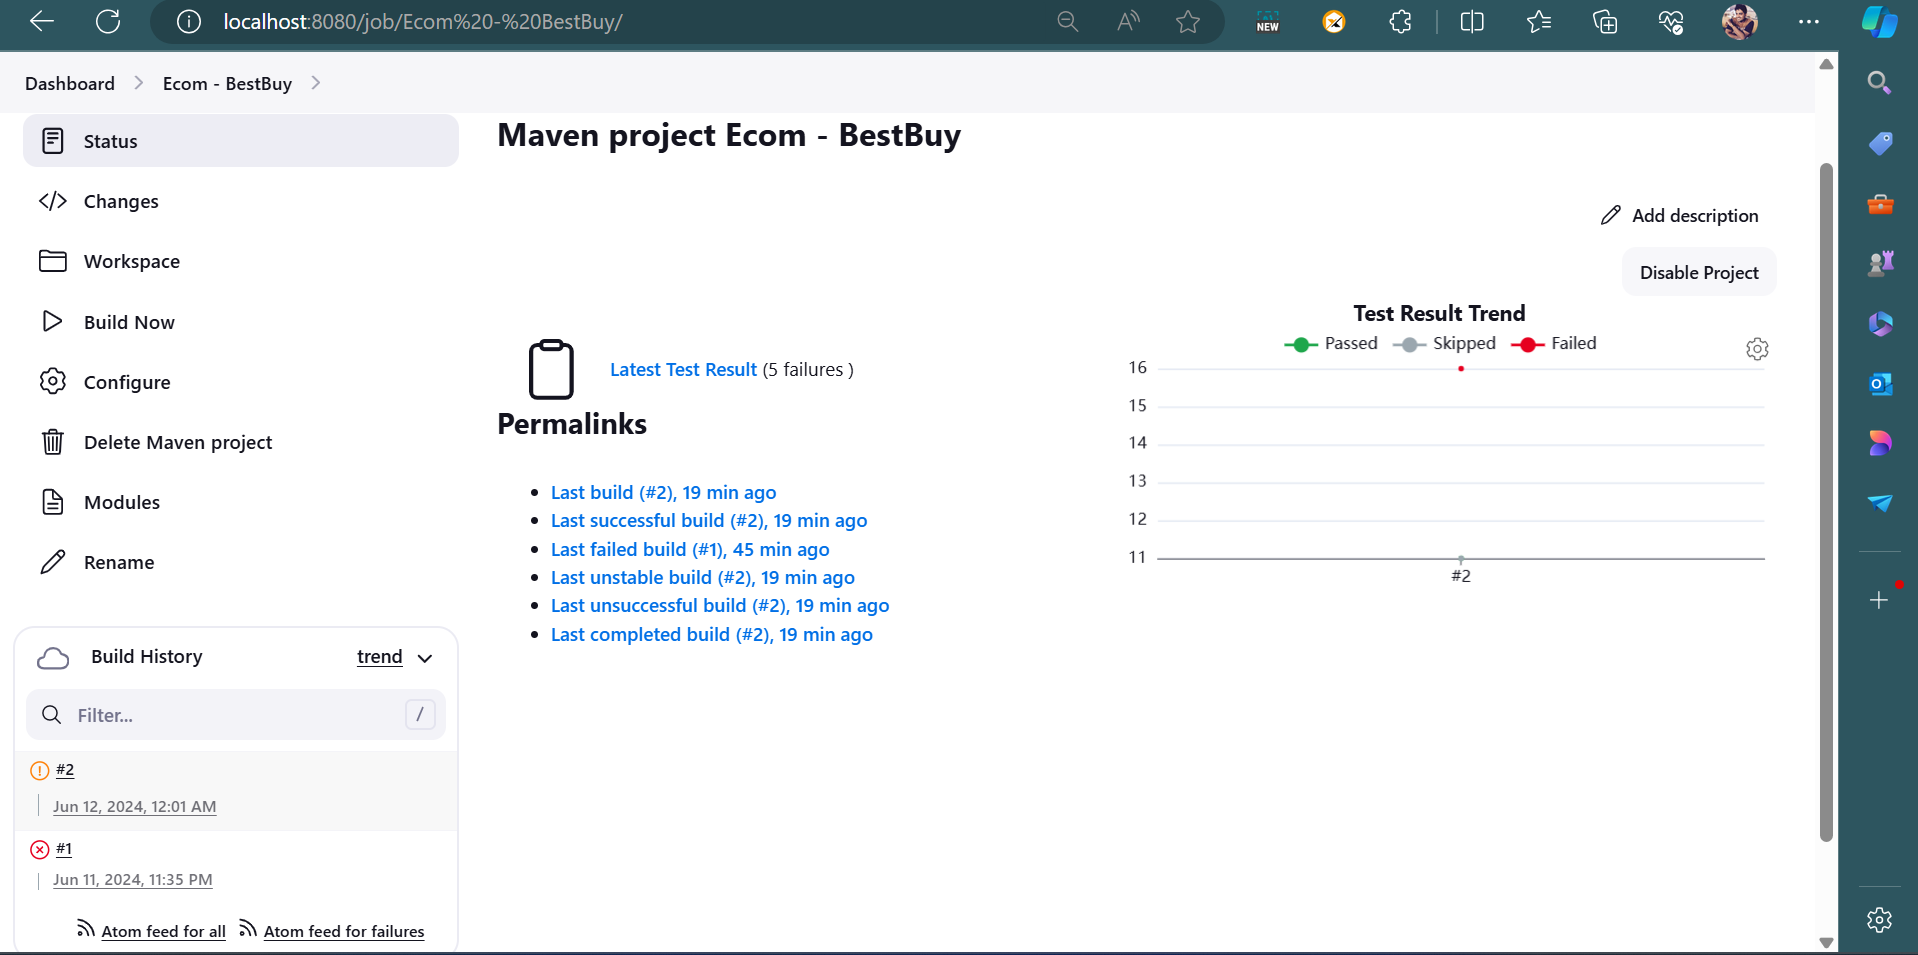 localhost:8080/job/Ecom%20-%20BestBuy/
NEW
Dashboard
Ecom - BestBuy
Status
Changes
Workspace
Build Now
Configure
Delete Maven project
Modules
Rename
Build History
trend
Filter...
/
#2
Jun 12, 2024, 12:01 AM
#1
Jun 11, 2024, 11:35 PM
Atom feed for all
Atom feed for failures
Maven project Ecom - BestBuy
Add description
Disable Project
Latest Test Result (5 failures )
Permalinks
Last build (#2), 19 min ago
Last successful build (#2), 19 min ago
Last failed build (#1), 45 min ago
Last unstable build (#2), 19 min ago
Last unsuccessful build (#2), 19 min ago
Last completed build (#2), 19 min ago
Test Result Trend
Passed Skipped Failed
16
15
14
13
12
11
#2